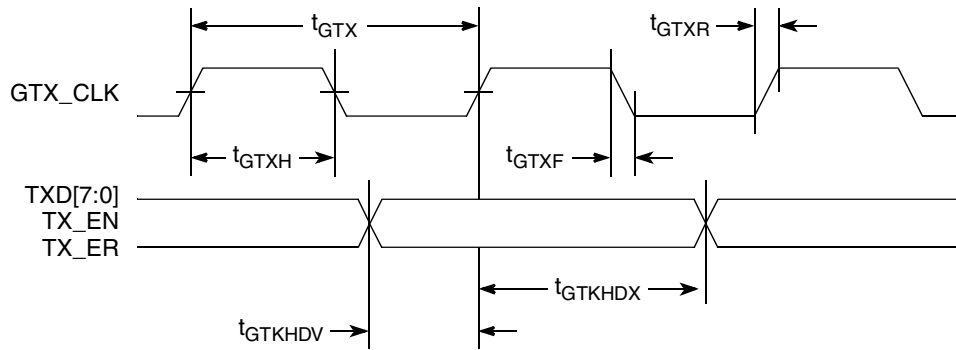 tGTX
tGTXR
GTX_CLK
tGTXH
tGTXF
TXD[7:0]
TX_EN
TX_ER
tGTKHDX
tGTKHDV